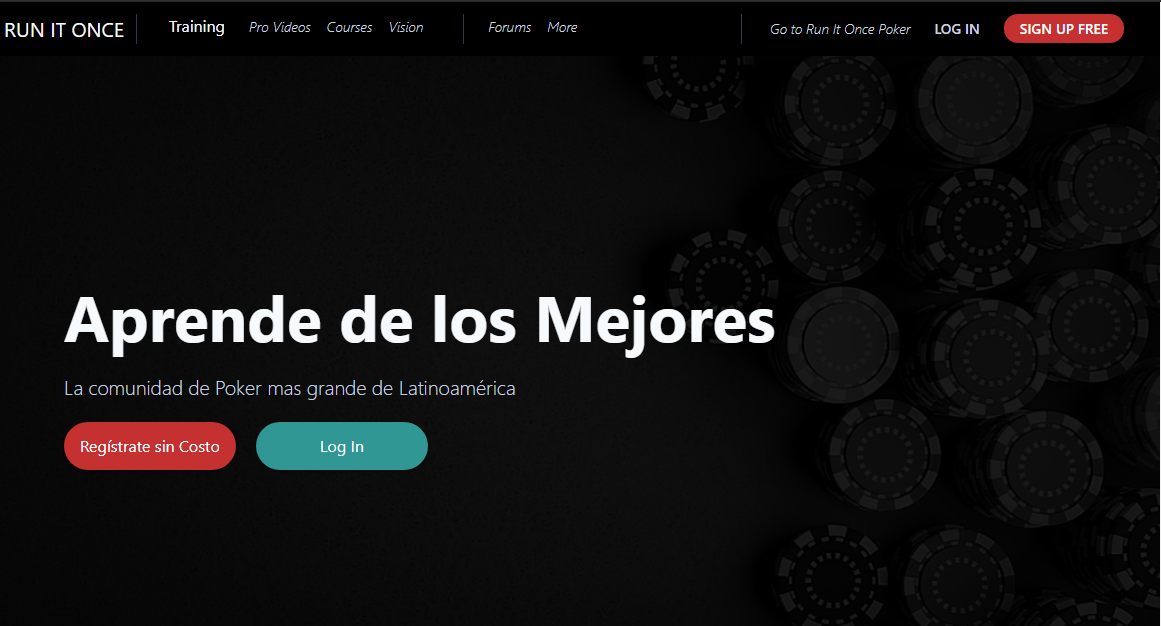 RUN IT ONCE Training Pro Videos Courses Vision Forums More Go to Run It Once Poker LOG IN SIGN UP FREE
Aprende de los Mejores
La comunidad de Poker mas grande de Latinoamérica
Regístrate sin Costo Log In